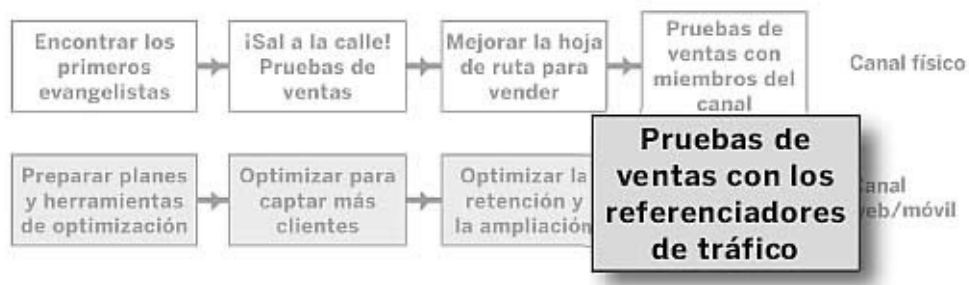 Encontrar los
primeros
evangelistas
¡Sal a la calle!
Pruebas de
ventas
Mejorar la hoja
de ruta para
vender
Pruebas de
ventas con
miembros del
canal
Canal físico
Preparar planes
y herramientas
de optimización
Optimizar para
captar más
clientes
Optimizar la
retención y
la ampliación
Pruebas de
ventas con los
referenciadores
de tráfico
Canal
web/móvil